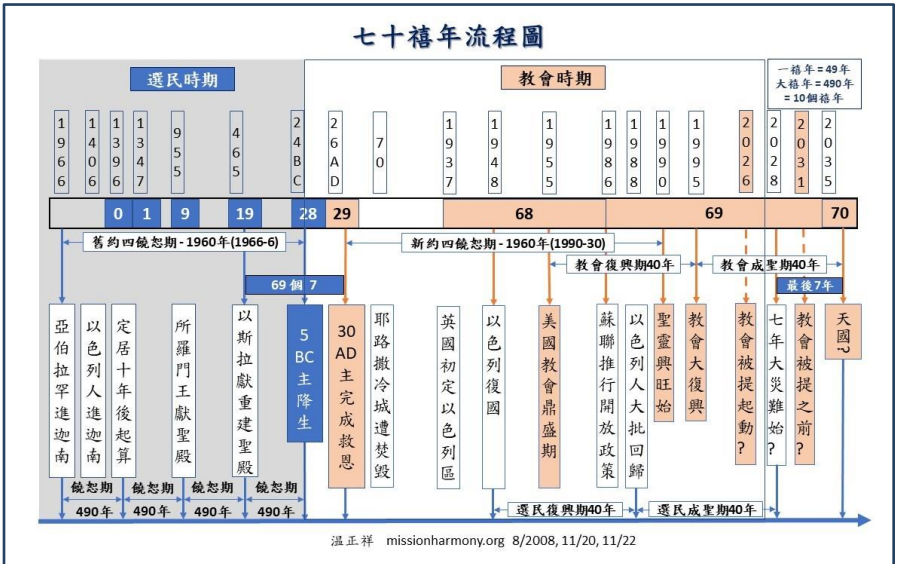 七十禧年流程圖
選民時期
教會時期
一禧年=49年
大禧年=490年
=10個禧年
1966
1406
1396
1347
955
465
24BC
26AD
70
1937
1948
1955
1986
1988
1990
1995
2026
2028
2031
2035
0
1
9
19
28
29
68
69
70
舊約四饒恕期-1960年(1966-6)
新約四饒恕期-1960年(1990-30)
教會復興期40年
教會成聖期40年
69個7
最後7年
亞伯拉罕進迦南
以色列人進迦南
定居十年後起算
所羅門王獻聖殿
以斯拉獻重建聖殿
5BC主降生
30AD主完成救恩
耶路撒冷城遭焚毀
英國初定以色列區
以色列復國
美國教會鼎盛期
蘇聯推行開放政策
以色列人大批回歸
聖靈興旺始
教會大復興
教會被提起動?
七年大災難始?
教會被提之前?
天國?
饒恕期
饒恕期
饒恕期
饒恕期
490年
490年
490年
490年
選民復興期40年
選民成聖期40年
温正祥 missionharmony.org 8/2008, 11/20, 11/22